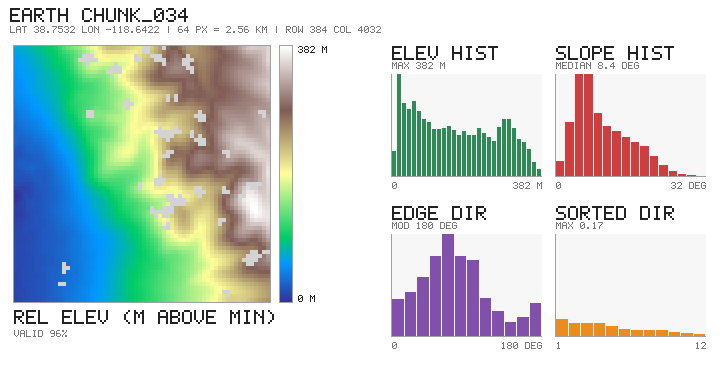 EARTH CHUNK_034
LAT 38.7532 LON -118.6422 | 64 PX = 2.56 KM | ROW 384 COL 4032
382 M
0 M
REL ELEV (M ABOVE MIN)
VALID 96%
ELEV HIST
MAX 382 M
0 382 M
SLOPE HIST
MEDIAN 8.4 DEG
0 32 DEG
EDGE DIR
MOD 180 DEG
0 180 DEG
SORTED DIR
MAX 0.17
1 12